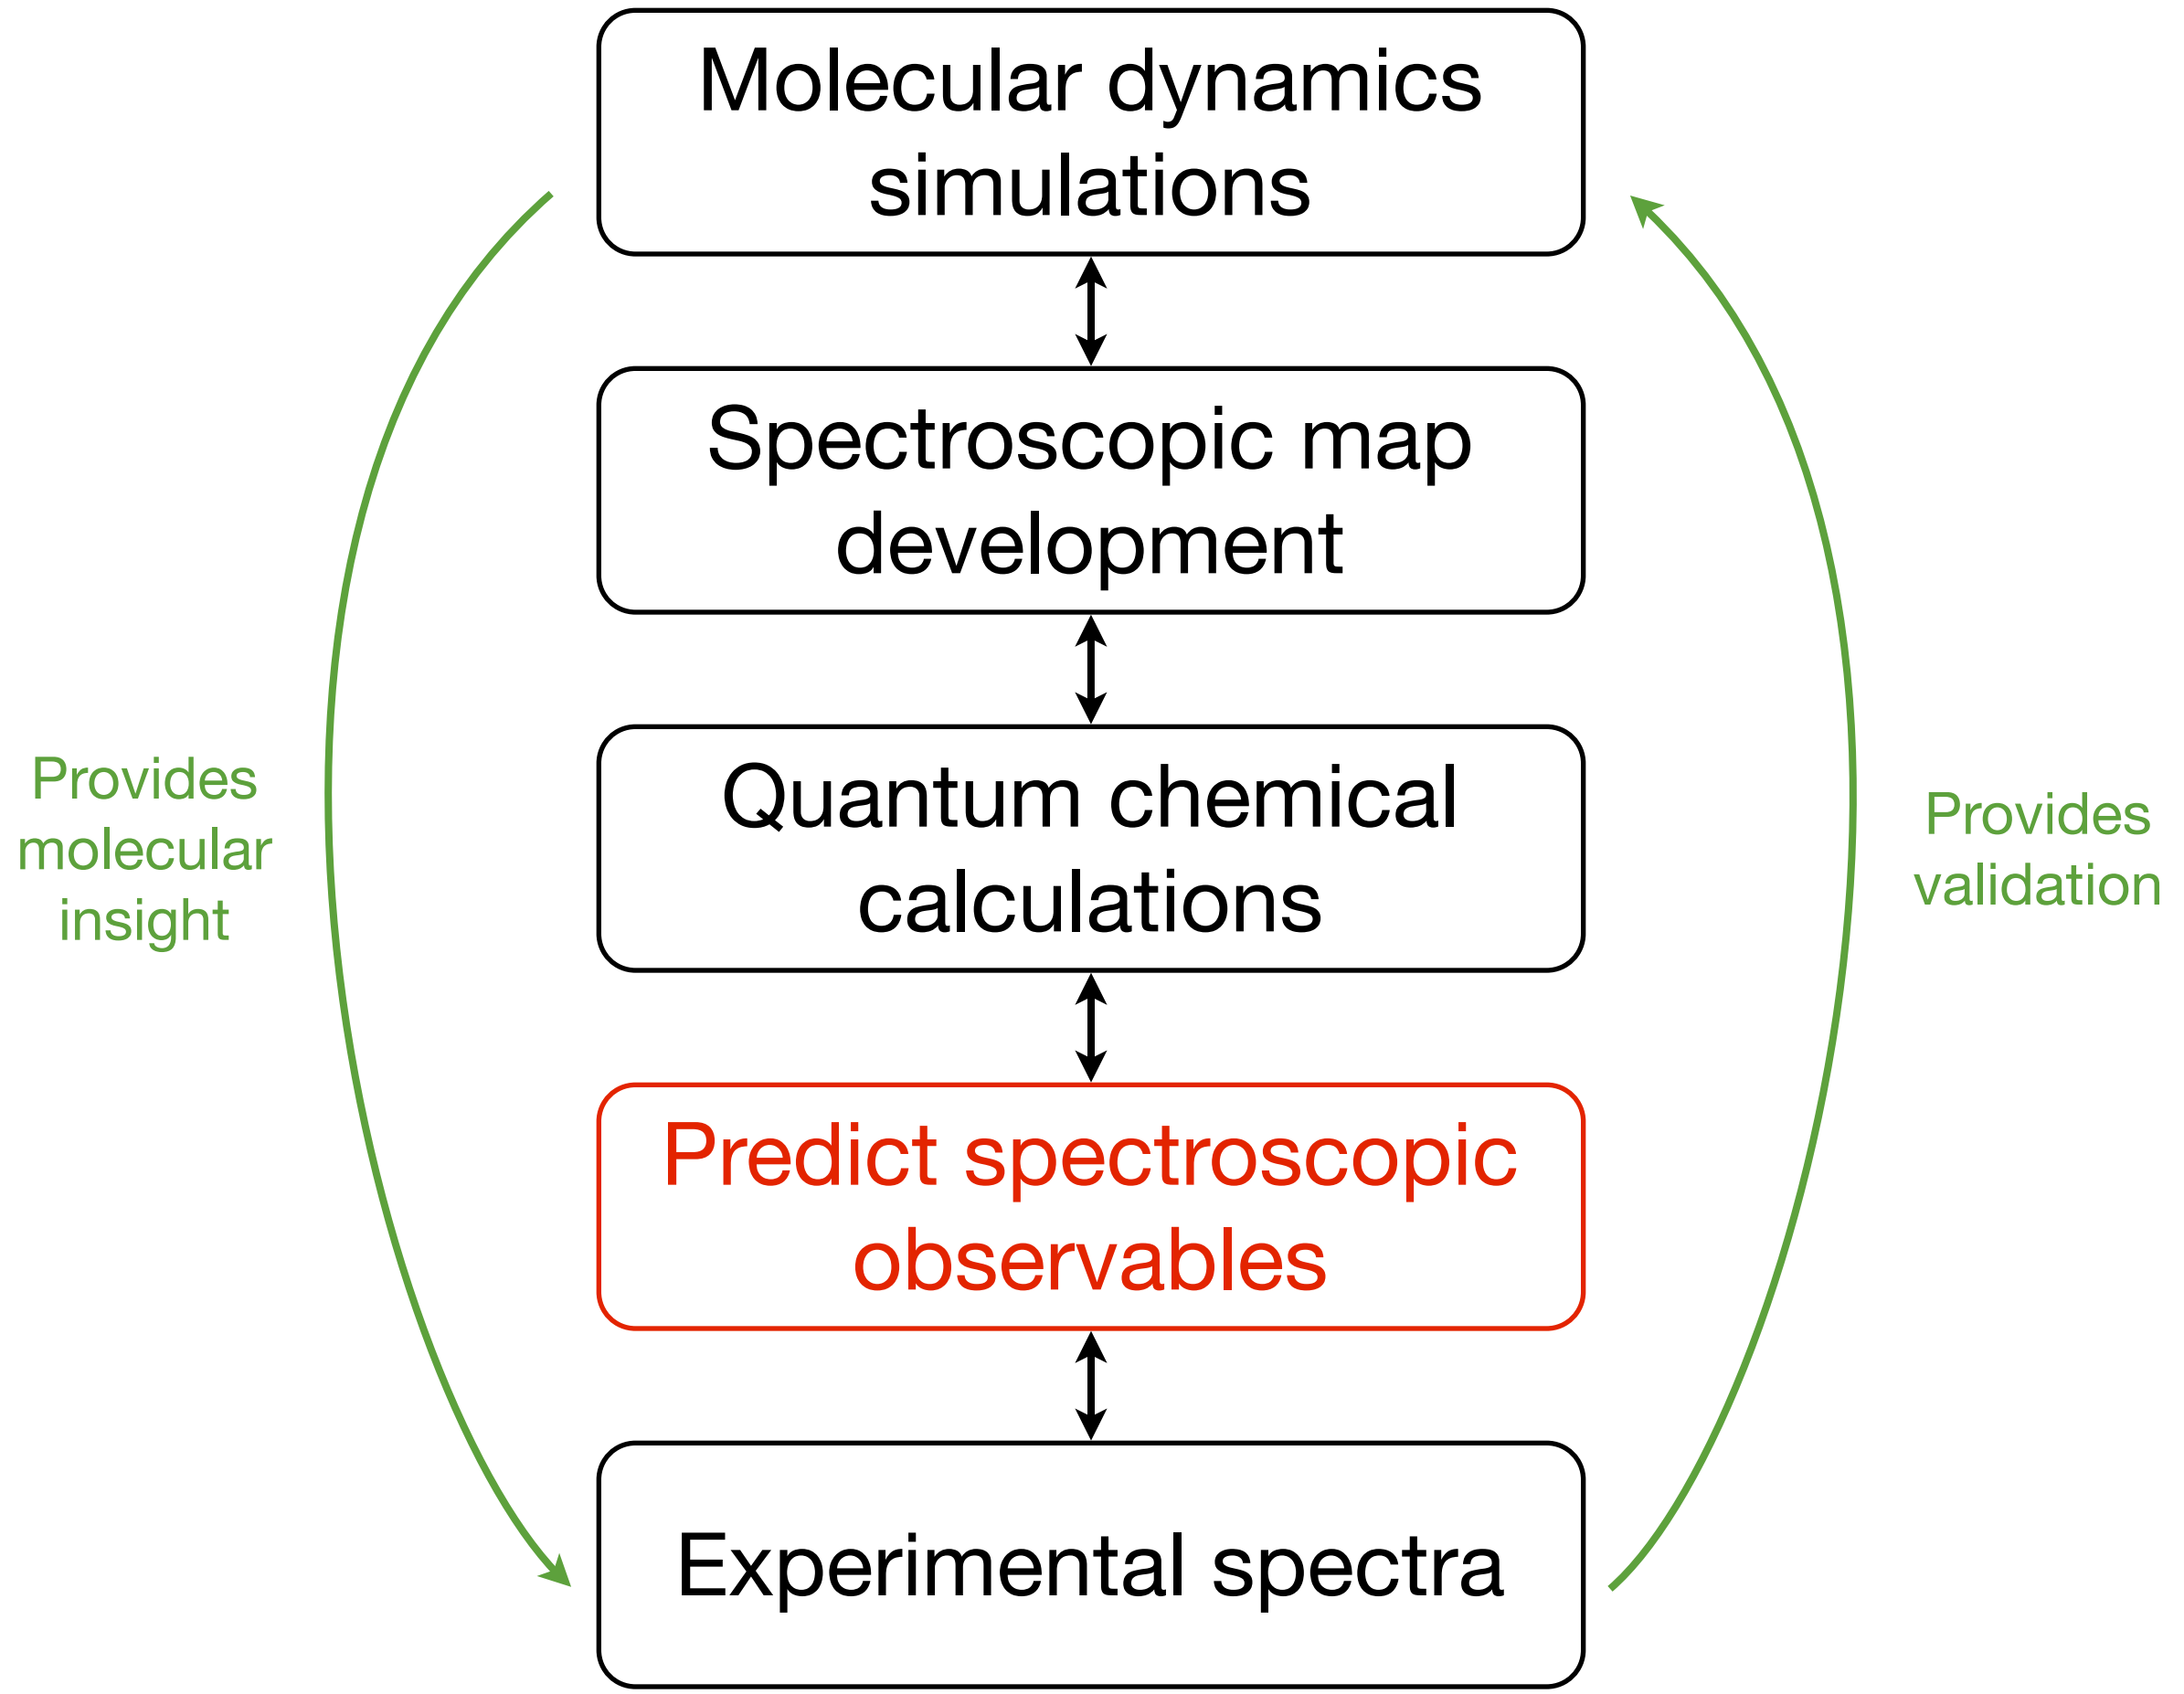 Molecular dynamics
simulations
Spectroscopic map
development
Quantum chemical
calculations
Predict spectroscopic
observables
Experimental spectra
Provides
molecular
insight
Provides
validation